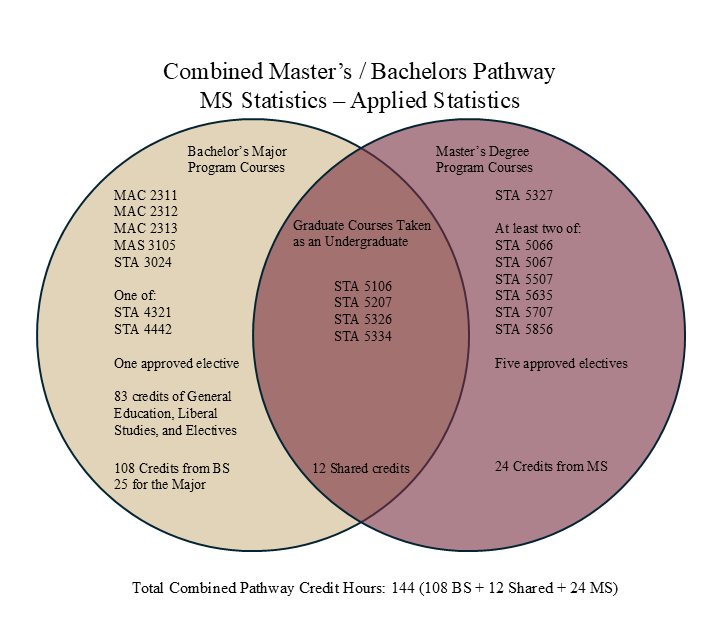 Combined Master's / Bachelors Pathway
MS Statistics – Applied Statistics
Bachelor's Major
Program Courses
MAC 2311
MAC 2312
MAC 2313
MAS 3105
STA 3024
One of:
STA 4321
STA 4442
One approved elective
83 credits of General
Education, Liberal
Studies, and Electives
108 Credits from BS
25 for the Major
Graduate Courses Taken
as an Undergraduate
STA 5106
STA 5207
STA 5326
STA 5334
12 Shared credits
Master's Degree
Program Courses
STA 5327
At least two of:
STA 5066
STA 5067
STA 5507
STA 5635
STA 5707
STA 5856
Five approved electives
24 Credits from MS
Total Combined Pathway Credit Hours: 144 (108 BS + 12 Shared + 24 MS)